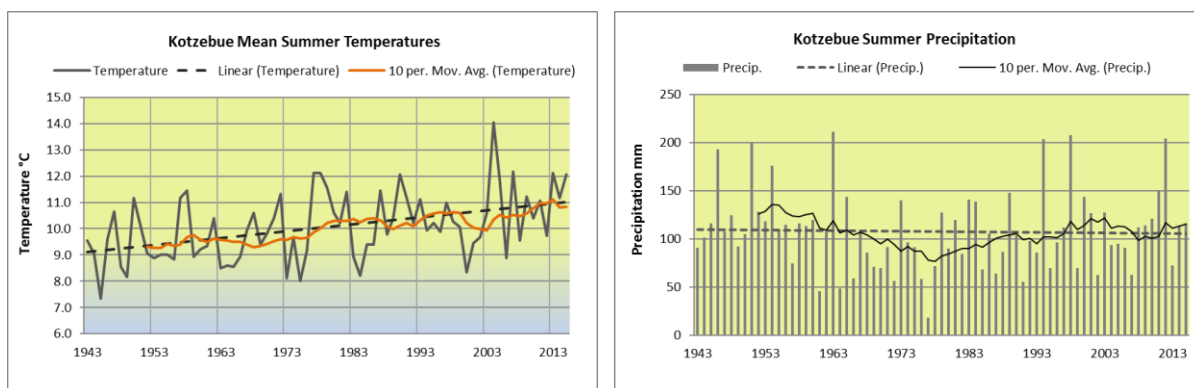 Kotzebue Mean Summer Temperatures
Temperature Linear (Temperature) 10 per. Mov. Avg. (Temperature)
15.0
14.0
13.0
12.0
11.0
10.0
9.0
8.0
7.0
6.0
Temperature °C
1943 1953 1963 1973 1983 1993 2003 2013
Kotzebue Summer Precipitation
Precip. Linear (Precip.) 10 per. Mov. Avg. (Precip.)
250
200
150
100
50
0
Precipitation mm
1943 1953 1963 1973 1983 1993 2003 2013